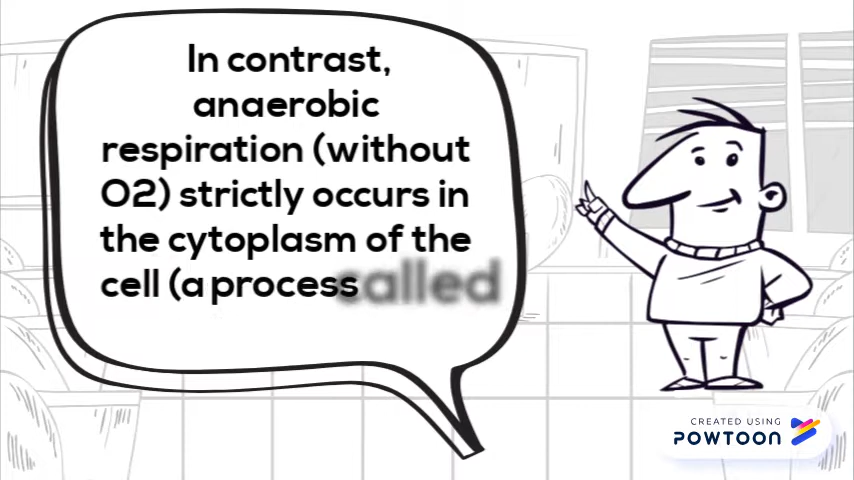 In contrast,
anaerobic
respiration (without
O2) strictly occurs in
the cytoplasm of the
cell (a process called
CREATED USING
POWTOON